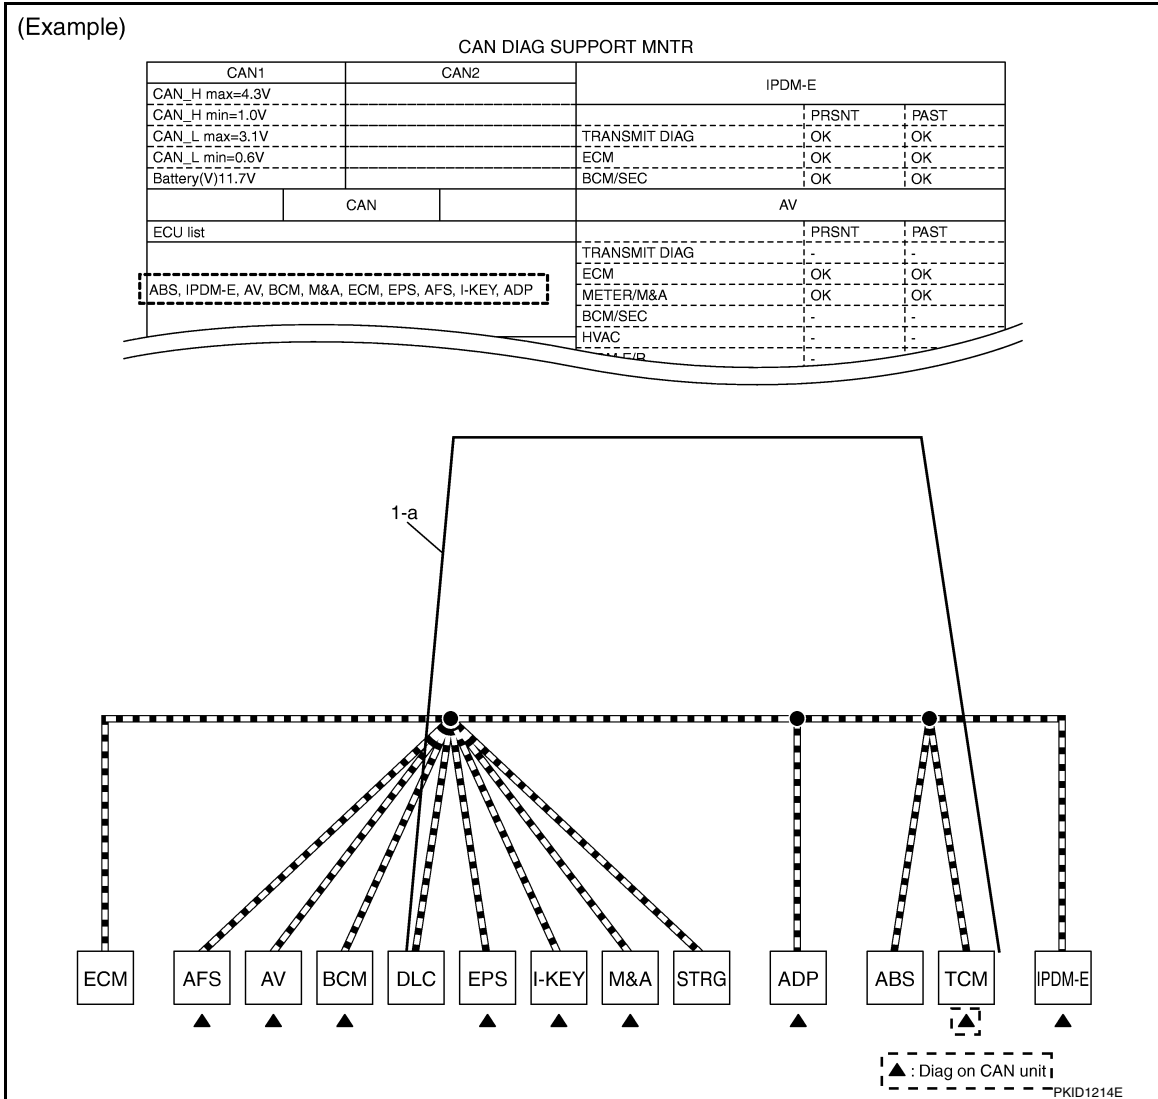 (Example)
CAN DIAG SUPPORT MNTR
CAN1 CAN2 IPDM-E
CAN_H max=4.3V
CAN_H min=1.0V PRSNT PAST
CAN_L max=3.1V TRANSMIT DIAG OK OK
CAN_L min=0.6V ECM OK OK
Battery(V)11.7V BCM/SEC OK OK
CAN AV
ECU list PRSNT PAST
TRANSMIT DIAG - -
ECM OK OK
ABS, IPDM-E, AV, BCM, M&A, ECM, EPS, AFS, I-KEY, ADP
METER/M&A OK OK
BCM/SEC - -
HVAC - -
E/R -
1-a
ECM AFS AV BCM DLC EPS I-KEY M&A STRG ADP ABS TCM IPDM-E
▲ : Diag on CAN unit
PKID1214E